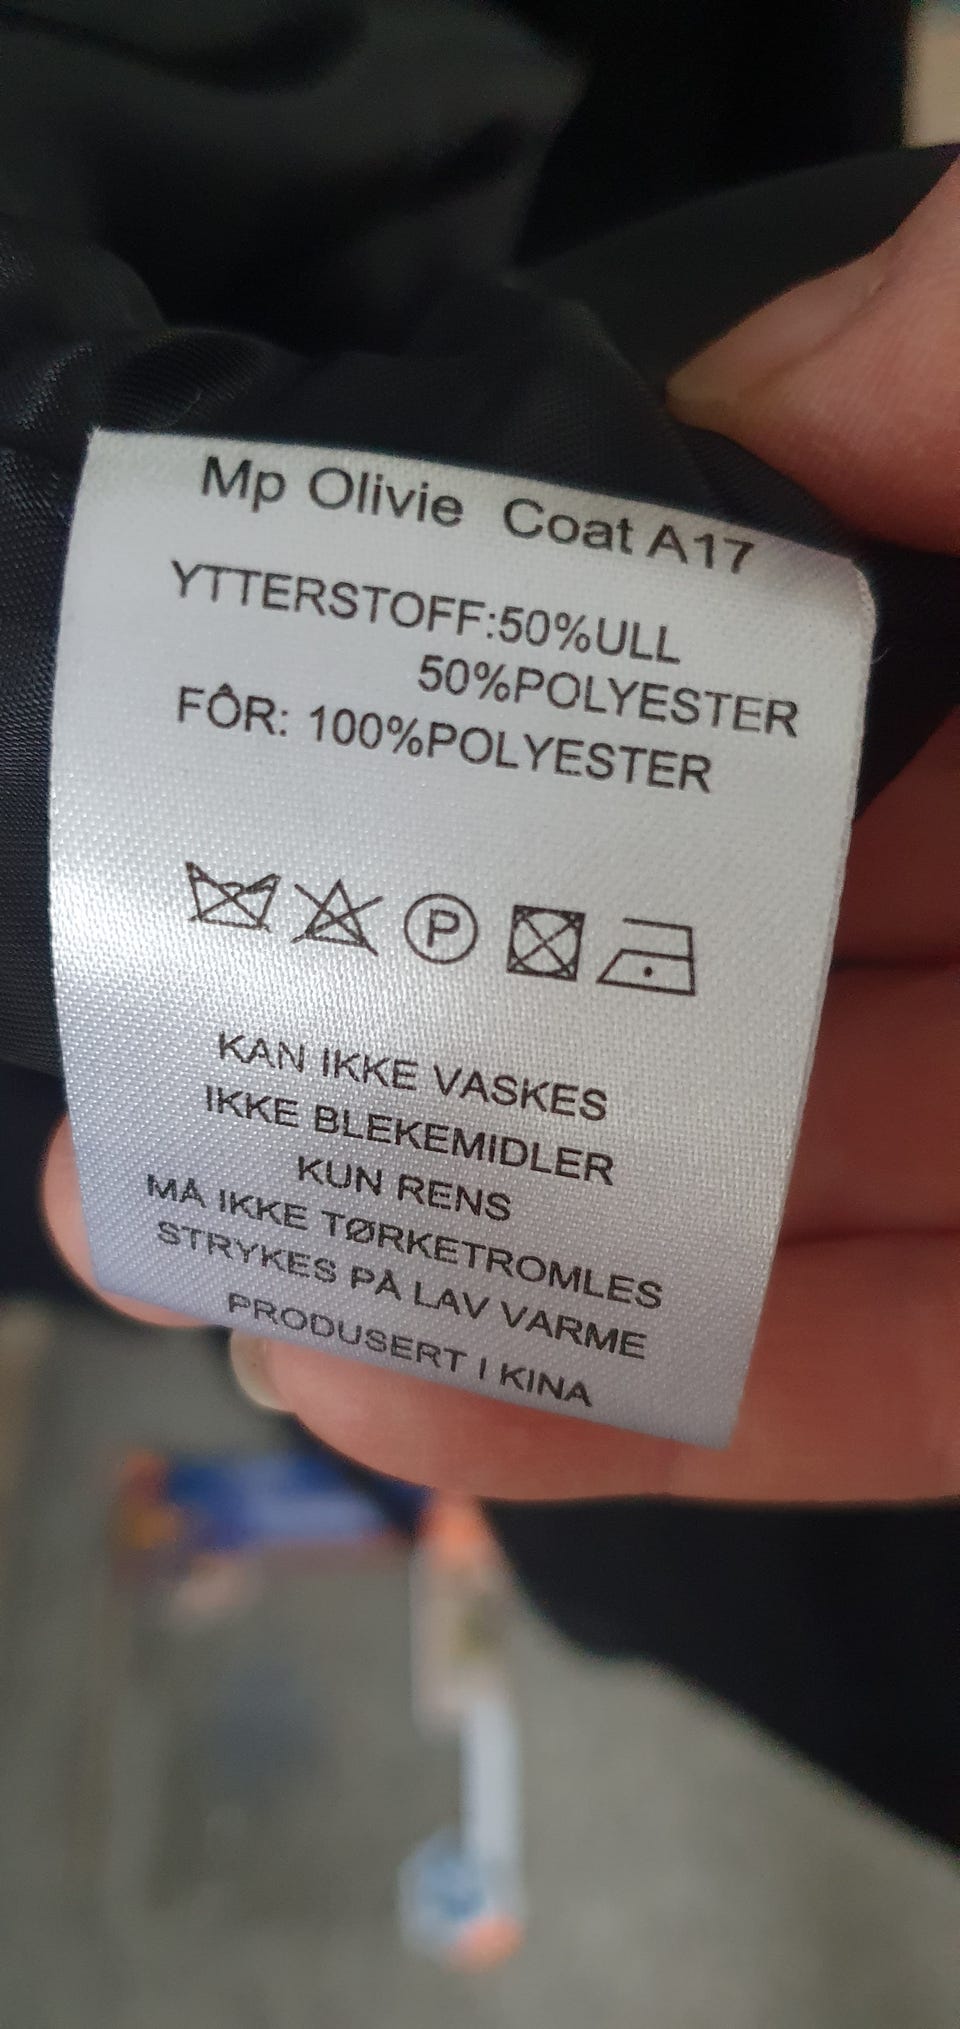 Mp Olivie Coat A17
YTTERSTOFF:50%ULL
50%POLYESTER
FÔR: 100%POLYESTER
P
KAN IKKE VASKES
IKKE BLEKEMIDLER
KUN RENS
MÅ IKKE TØRKETROMLES
STRYKES PÅ LAV VARME
PRODUSERT I KINA